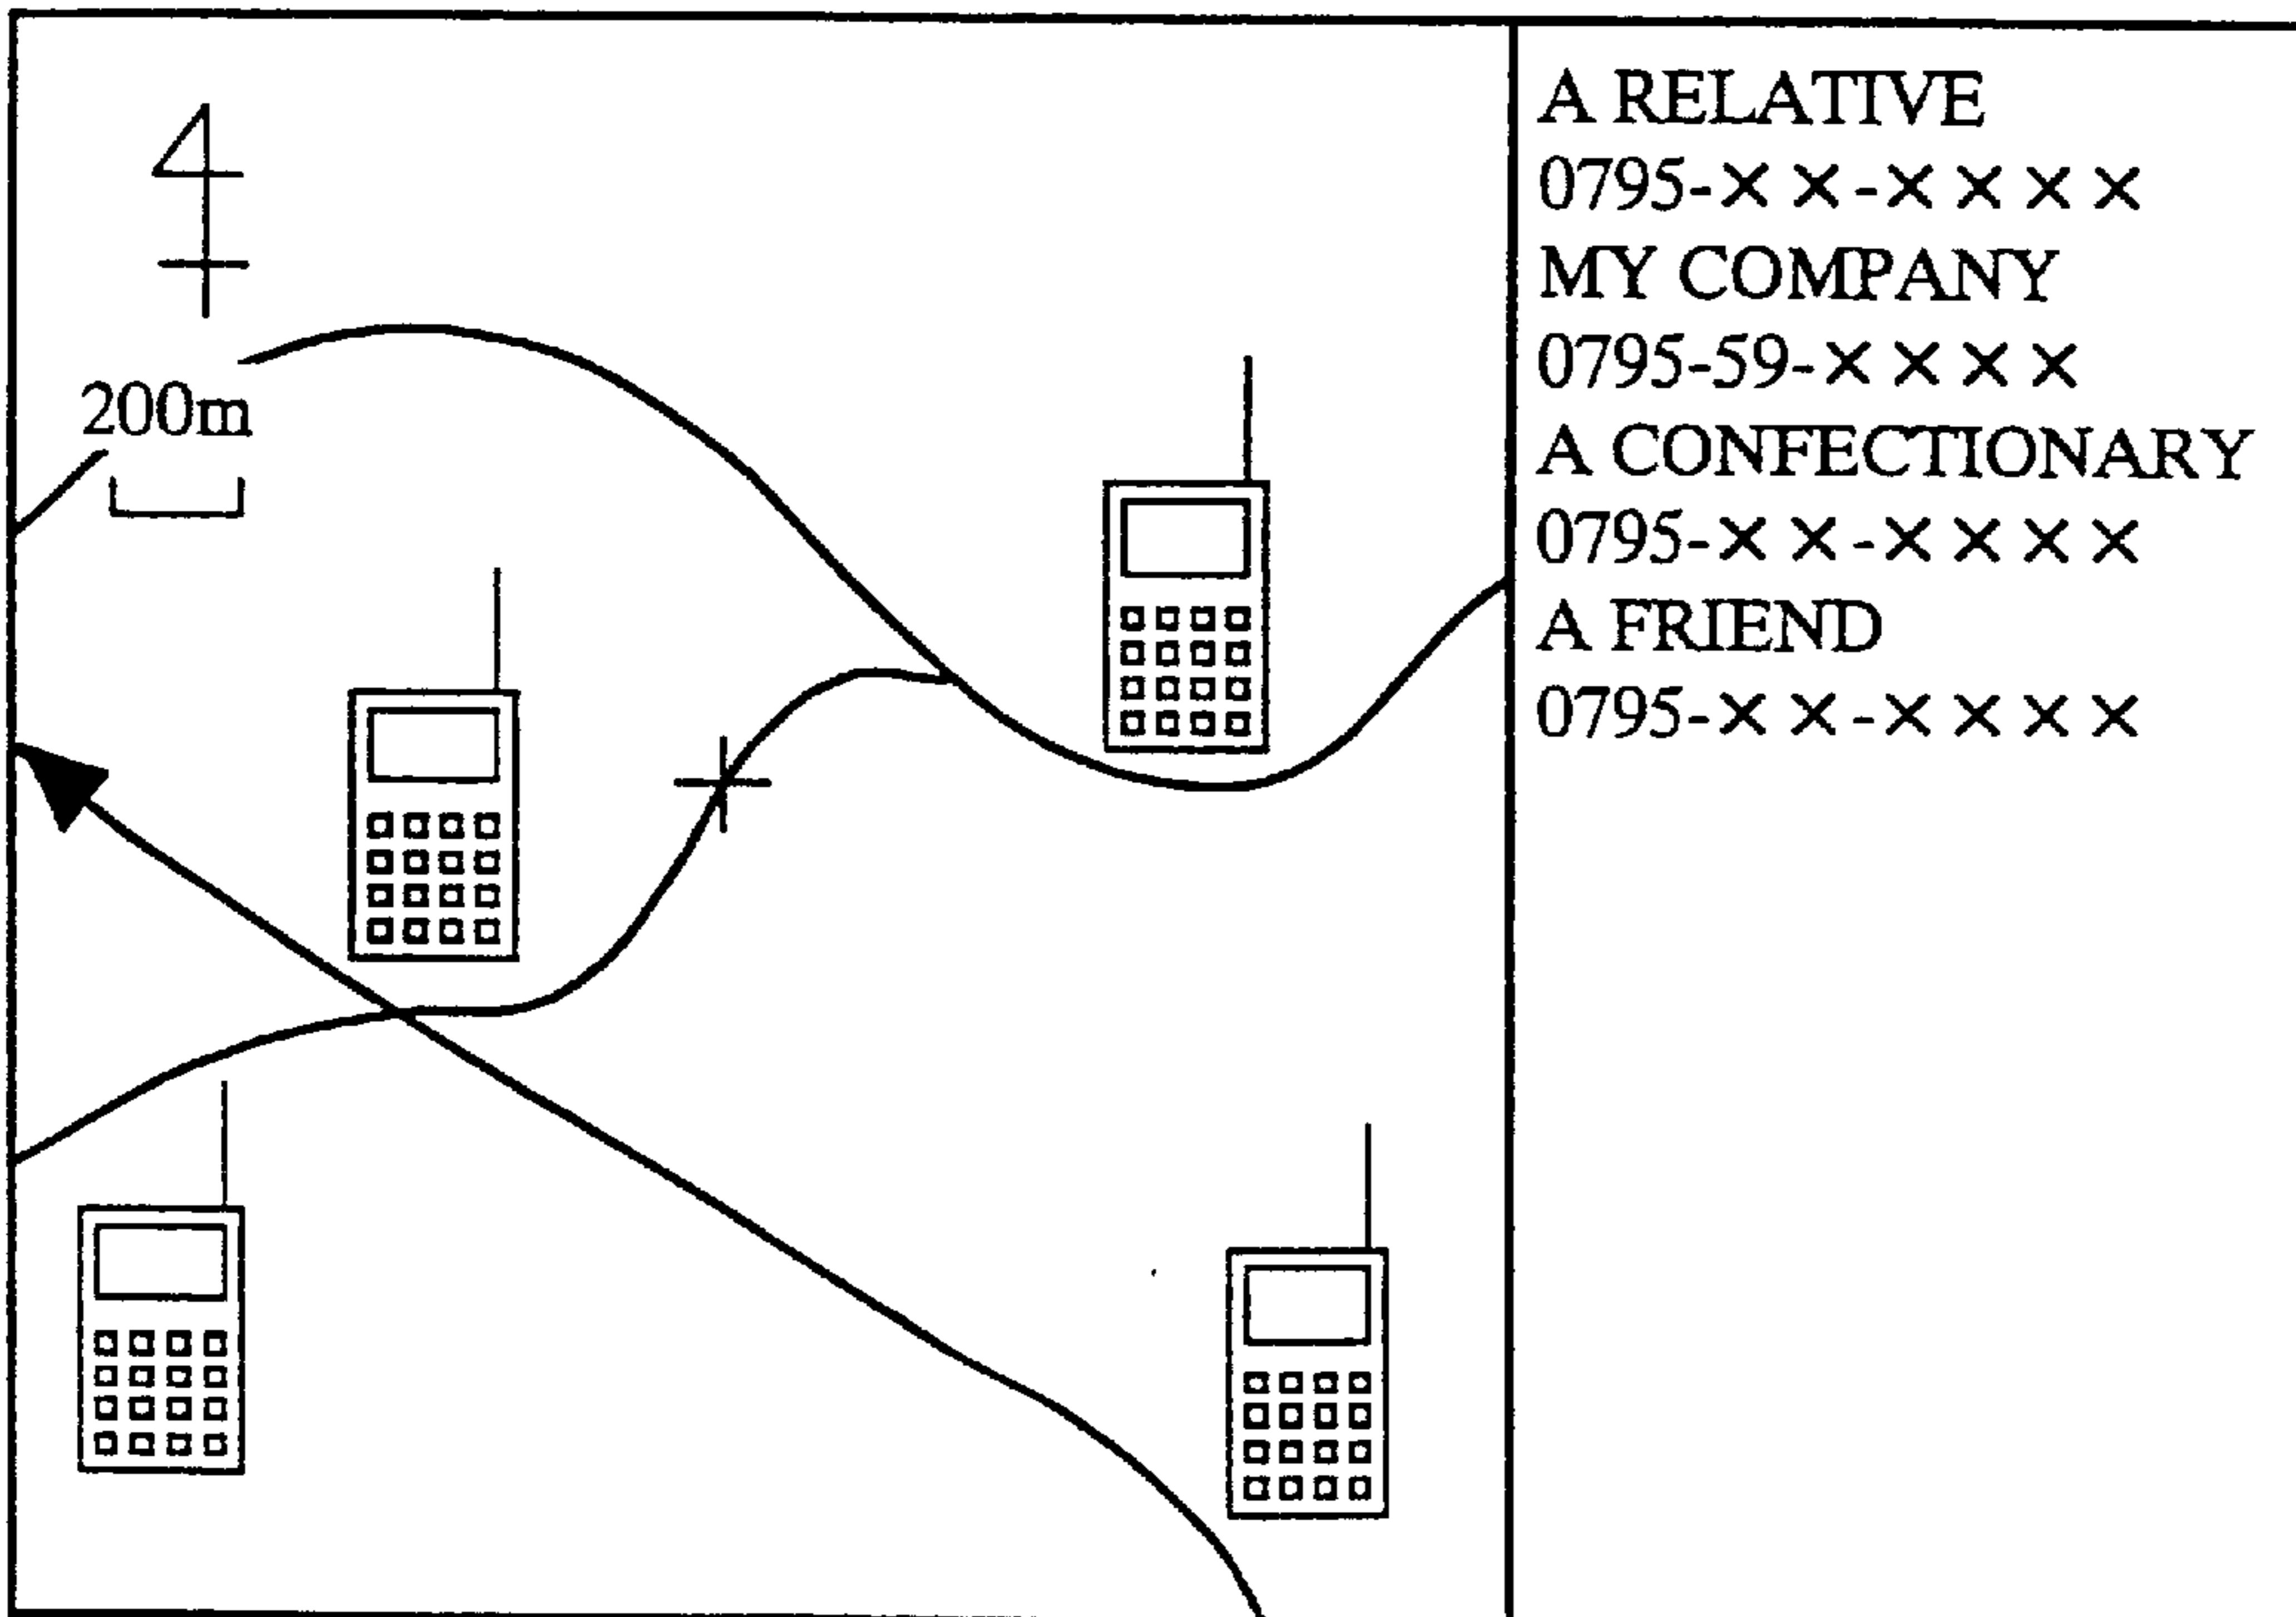 200m
A RELATIVE
0795-××-××××
MY COMPANY
0795-59-××××
A CONFECTIONARY
0795-××-××××
A FRIEND
0795-××-××××